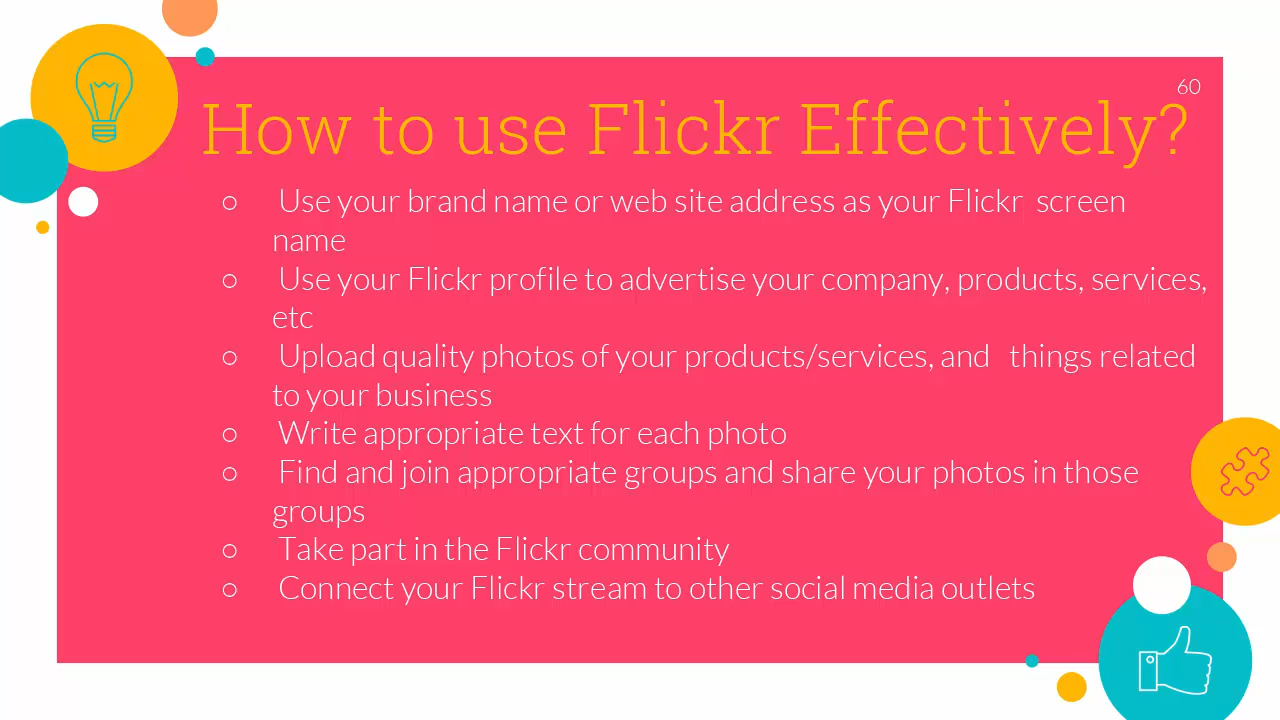 60
How to use Flickr Effectively?
○ Use your brand name or web site address as your Flickr screen
name
○ Use your Flickr profile to advertise your company, products, services,
etc
○ Upload quality photos of your products/services, and things related
to your business
○ Write appropriate text for each photo
○ Find and join appropriate groups and share your photos in those
groups
○ Take part in the Flickr community
○ Connect your Flickr stream to other social media outlets